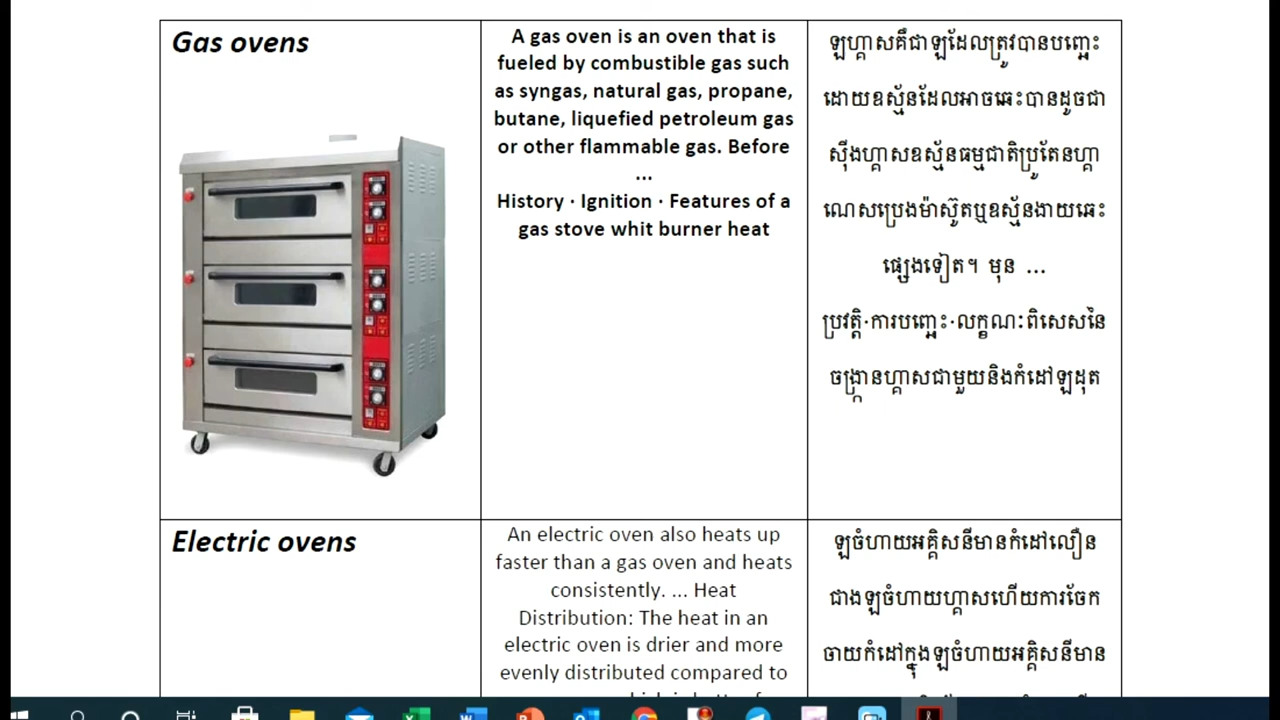 Gas ovens
A gas oven is an oven that is
fueled by combustible gas such
as syngas, natural gas, propane,
butane, liquefied petroleum gas
or other flammable gas. Before
...
History · Ignition · Features of a
gas stove whit burner heat
ឡហ្គាសគឺជាឡដែលត្រូវបានបញ្ឆេះ
ដោយឧស្ម័នដែលអាចឆេះបានដូចជា
ស៊ីងហ្គាសឧស្ម័នធម្មជាតិប្រូតែនហ្គា
ណេសប្រេងម៉ាស៊ូតឬឧស្ម័នងាយឆេះ
ផ្សេងទៀត។ មុន ...
ប្រវត្តិ·ការបញ្ឆេះ·លក្ខណៈពិសេសនៃ
ចង្ក្រានហ្គាសជាមួយនិងកំដៅឡដុត
Electric ovens
An electric oven also heats up
faster than a gas oven and heats
consistently. ... Heat
Distribution: The heat in an
electric oven is drier and more
evenly distributed compared to
ឡចំហាយអគ្គិសនីមានកំដៅលឿន
ជាងឡចំហាយហ្គាសហើយការចែក
ចាយកំដៅក្នុងឡចំហាយអគ្គិសនីមាន